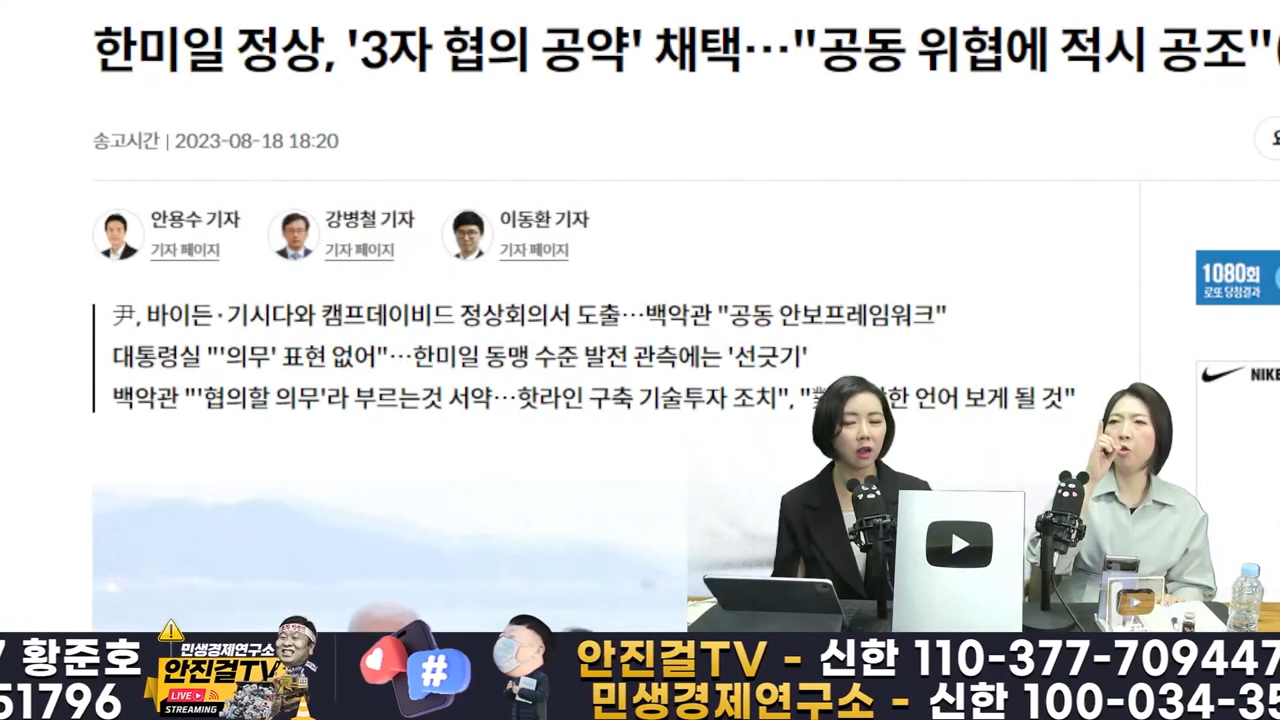 한미일 정상, '3자 협의 공약' 채택…"공동 위협에 적시 공조"
송고시간 | 2023-08-18 18:20
안용수 기자
기자 페이지
강병철 기자
기자 페이지
이동환 기자
기자 페이지
1080회
로또 당첨결과
尹, 바이든·기시다와 캠프데이비드 정상회의서 도출…백악관 "공동 안보프레임워크"
대통령실 "'의무' 표현 없어"…한미일 동맹 수준 발전 관측에는 '선긋기'
백악관 "'협의할 의무'라 부르는것 서약…핫라인 구축 기술투자 조치", "한 언어 보게 될 것"
NIKE
황준호
51796
민생경제연구소
안진걸TV
LIVE
STREAMING
#
안진걸TV - 신한 110-377-709447
민생경제연구소 - 신한 100-034-35